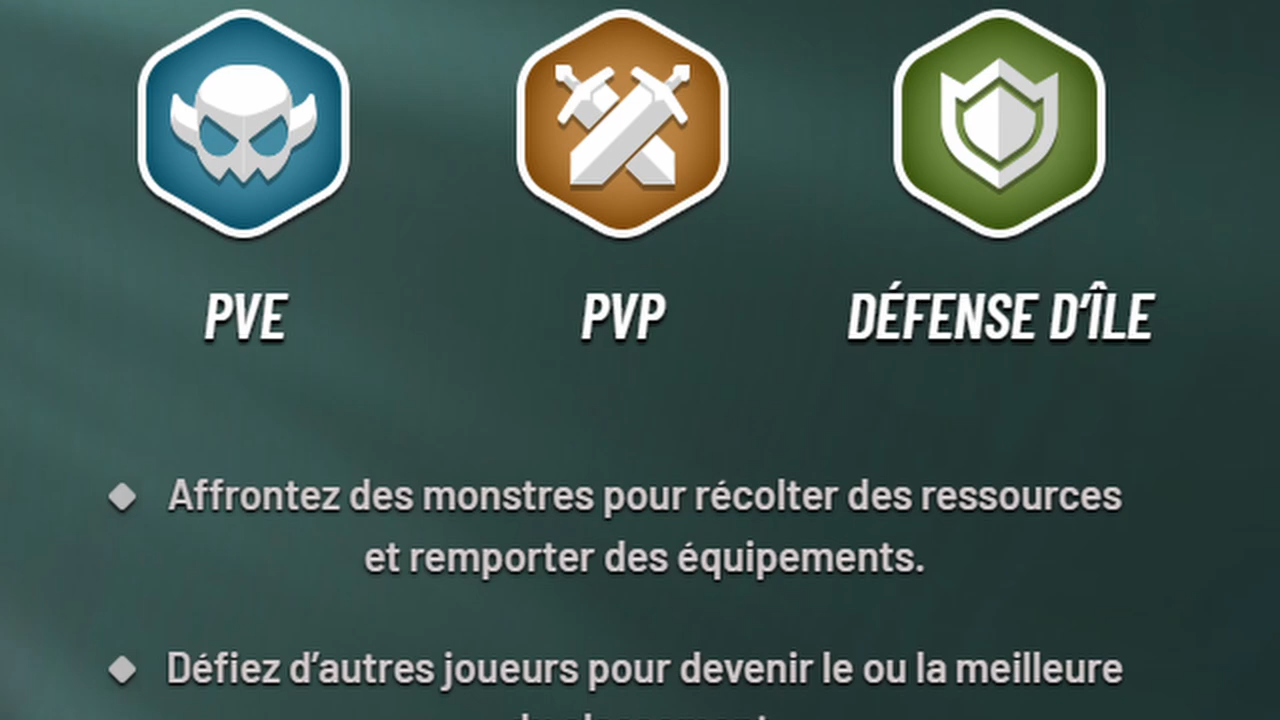 PVE
PVP
DÉFENSE D'ÎLE
Affrontez des monstres pour récolter des ressources
et remporter des équipements.
Défiez d'autres joueurs pour devenir le ou la meilleure